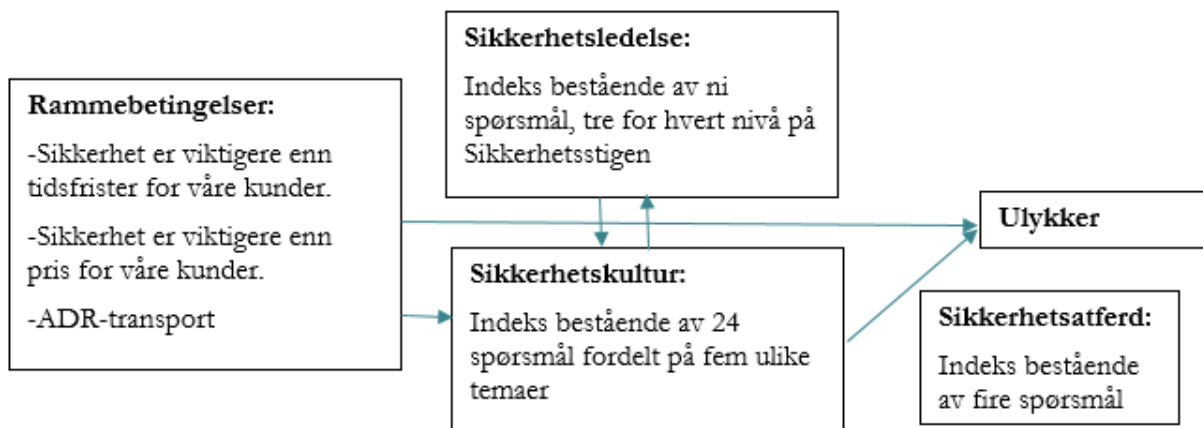 Rammebetingelser:
-Sikkerhet er viktigere enn
tidsfrister for våre kunder.
-Sikkerhet er viktigere enn
pris for våre kunder.
-ADR-transport
Sikkerhetsledelse:
Indeks bestående av ni
spørsmål, tre for hvert nivå på
Sikkerhetsstigen
Sikkerhetskultur:
Indeks bestående av 24
spørsmål fordelt på fem ulike
temaer
Ulykker
Sikkerhetsatferd:
Indeks bestående
av fire spørsmål